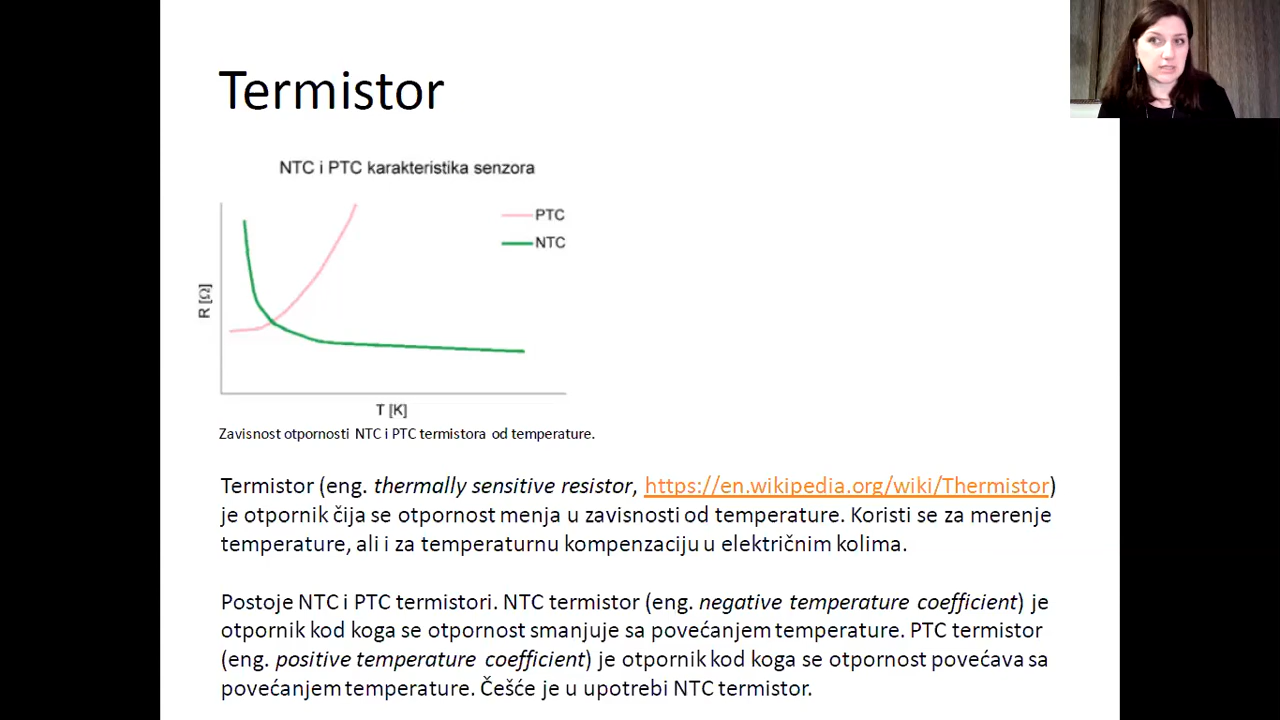 Termistor
NTC i PTC karakteristika senzora
PTC
NTC
R [Ω]
T [K]
Zavisnost otpornosti NTC i PTC termistora od temperature.
Termistor (eng. thermally sensitive resistor, https://en.wikipedia.org/wiki/Thermistor)
je otpornik čija se otpornost menja u zavisnosti od temperature. Koristi se za merenje
temperature, ali i za temperaturnu kompenzaciju u električnim kolima.
Postoje NTC i PTC termistori. NTC termistor (eng. negative temperature coefficient) je
otpornik kod koga se otpornost smanjuje sa povećanjem temperature. PTC termistor
(eng. positive temperature coefficient) je otpornik kod koga se otpornost povećava sa
povećanjem temperature. Češće je u upotrebi NTC termistor.